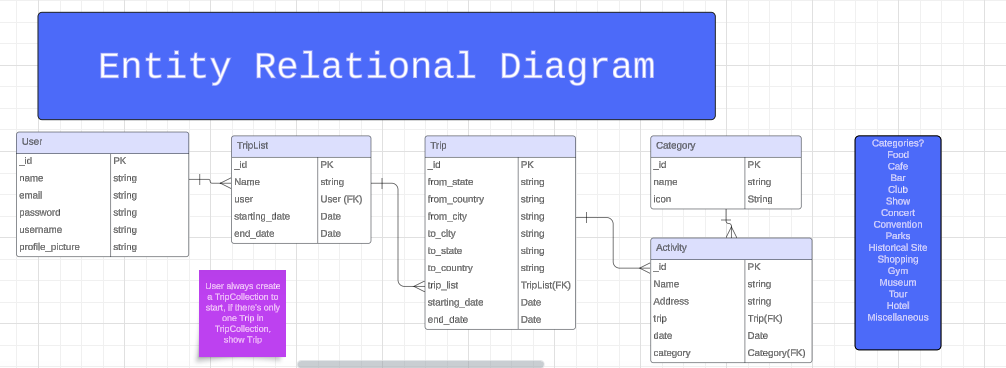 Entity Relational Diagram
User
_id PK
name string
email string
password string
username string
profile_picture string
TripList
_id PK
Name string
user User (FK)
starting_date Date
end_date Date
Trip
_id PK
from_state string
from_country string
from_city string
to_city string
to_state string
to_country string
trip_list TripList(FK)
starting_date Date
end_date Date
Category
_id PK
name string
icon String
Activity
_id PK
Name string
Address string
trip Trip(FK)
date Date
category Category(FK)
Categories?
Food
Cafe
Bar
Club
Show
Concert
Convention
Parks
Historical Site
Shopping
Gym
Museum
Tour
Hotel
Miscellaneous
User always create
a TripCollection to
start, if there's only
one Trip in
TripCollection,
show Trip